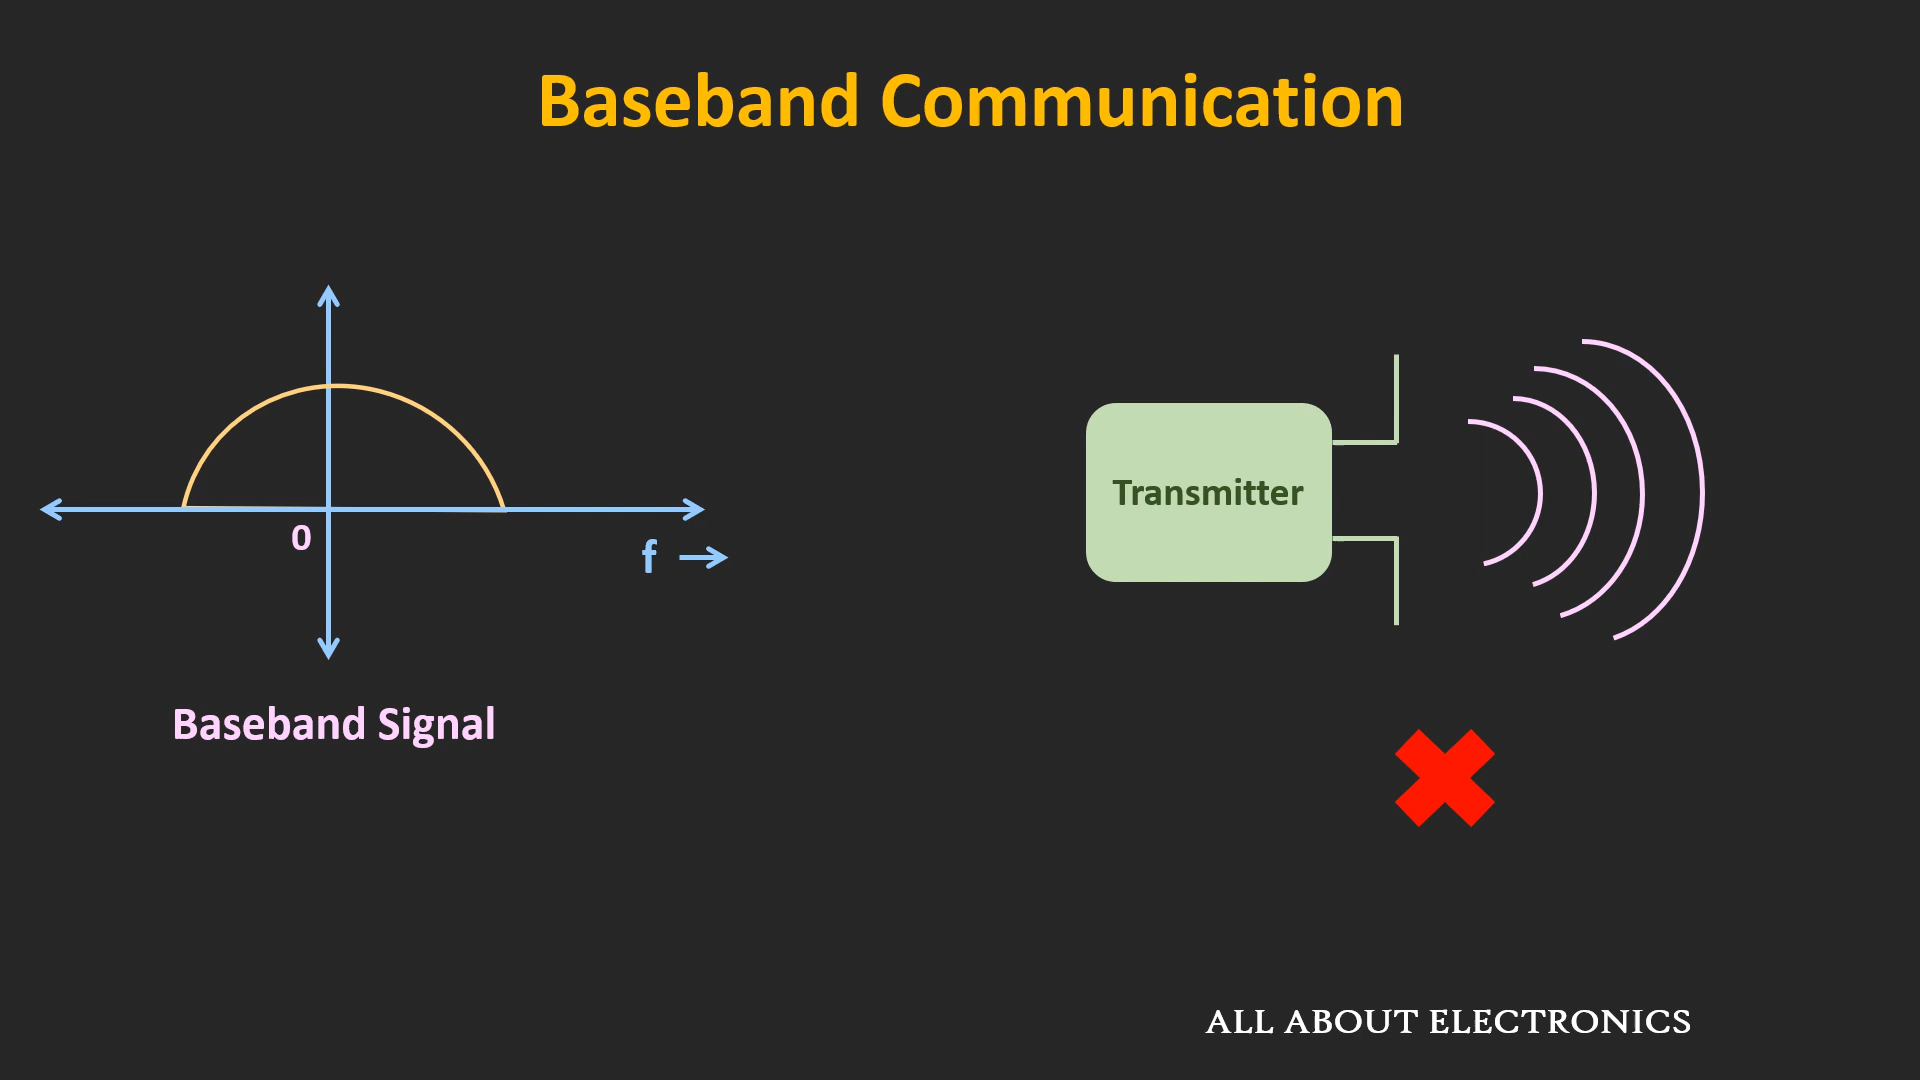 Baseband Communication
0
f
Baseband Signal
Transmitter
ALL ABOUT ELECTRONICS